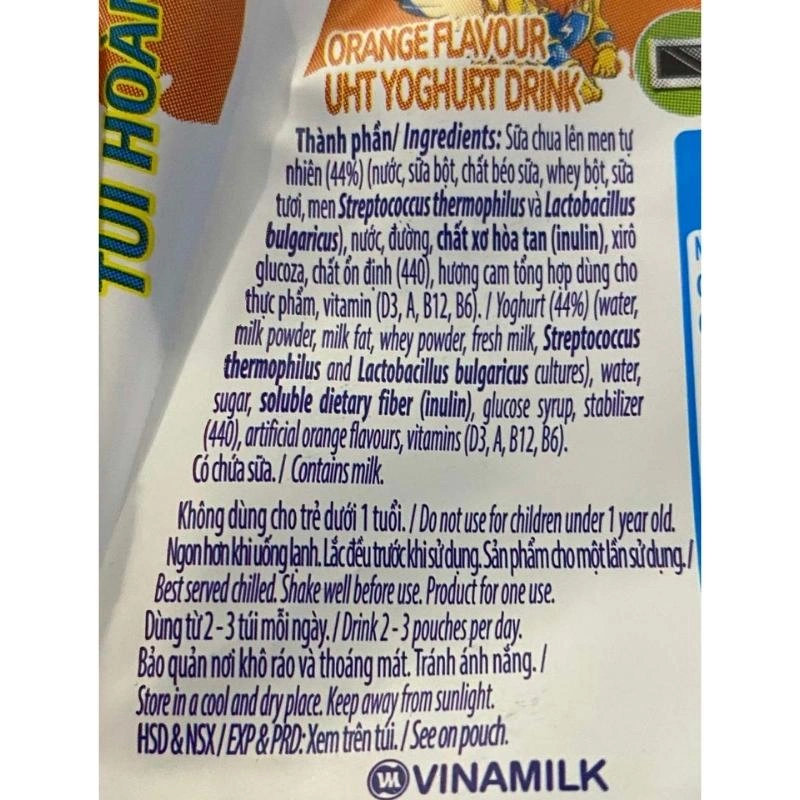 TÚI HOÀN
ORANGE FLAVOUR
UHT YOGHURT DRINK
Thành phần/ Ingredients: Sữa chua lên men tự
nhiên (44%) (nước, sữa bột, chất béo sữa, whey bột, sữa
tươi, men Streptococcus thermophilus và Lactobacillus
bulgaricus), nước, đường, chất xơ hòa tan (inulin), xirô
glucoza, chất ổn định (440), hương cam tổng hợp dùng cho
thực phẩm, vitamin (D3, A, B12, B6). / Yoghurt (44%) (water,
milk powder, milk fat, whey powder, fresh milk, Streptococcus
thermophilus and Lactobacillus bulgaricus cultures), water,
sugar, soluble dietary fiber (inulin), glucose syrup, stabilizer
(440), artificial orange flavours, vitamins (D3, A, B12, B6).
Có chứa sữa. / Contains milk.
Không dùng cho trẻ dưới 1 tuổi. / Do not use for children under 1 year old.
Ngon hơn khi uống lạnh. Lắc đều trước khi sử dụng. Sản phẩm cho một lần sử dụng. /
Best served chilled. Shake well before use. Product for one use.
Dùng từ 2 - 3 túi mỗi ngày. / Drink 2 - 3 pouches per day.
Bảo quản nơi khô ráo và thoáng mát. Tránh ánh nắng. /
Store in a cool and dry place. Keep away from sunlight.
HSD & NSX / EXP & PRD: Xem trên túi. / See on pouch.
VM VINAMILK